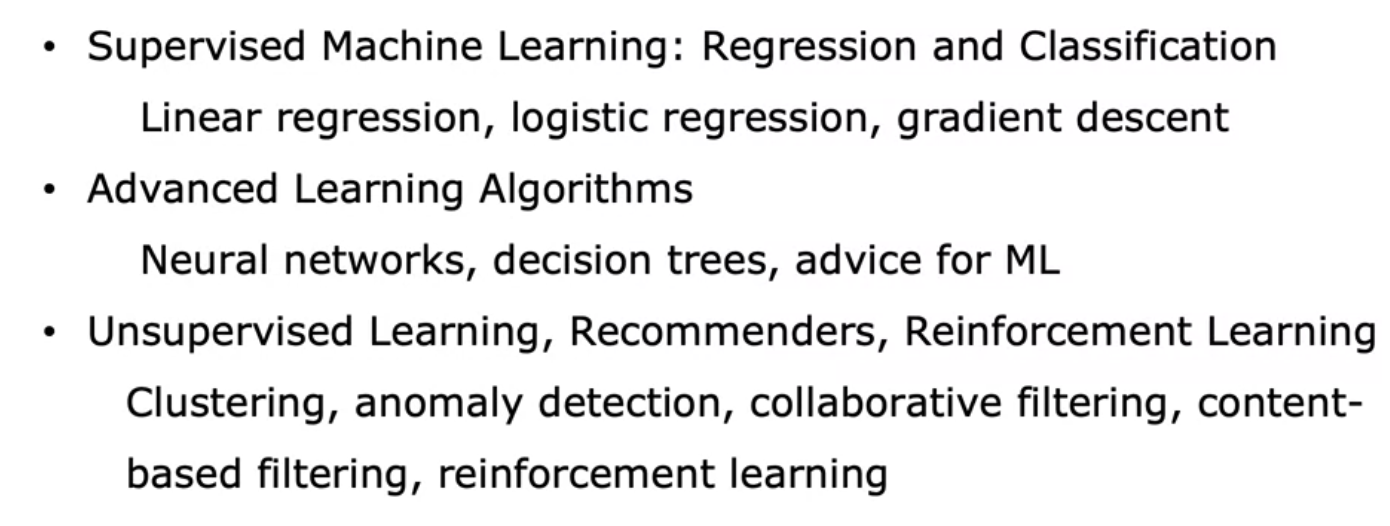 • Supervised Machine Learning: Regression and Classification
Linear regression, logistic regression, gradient descent
• Advanced Learning Algorithms
Neural networks, decision trees, advice for ML
• Unsupervised Learning, Recommenders, Reinforcement Learning
Clustering, anomaly detection, collaborative filtering, content-
based filtering, reinforcement learning